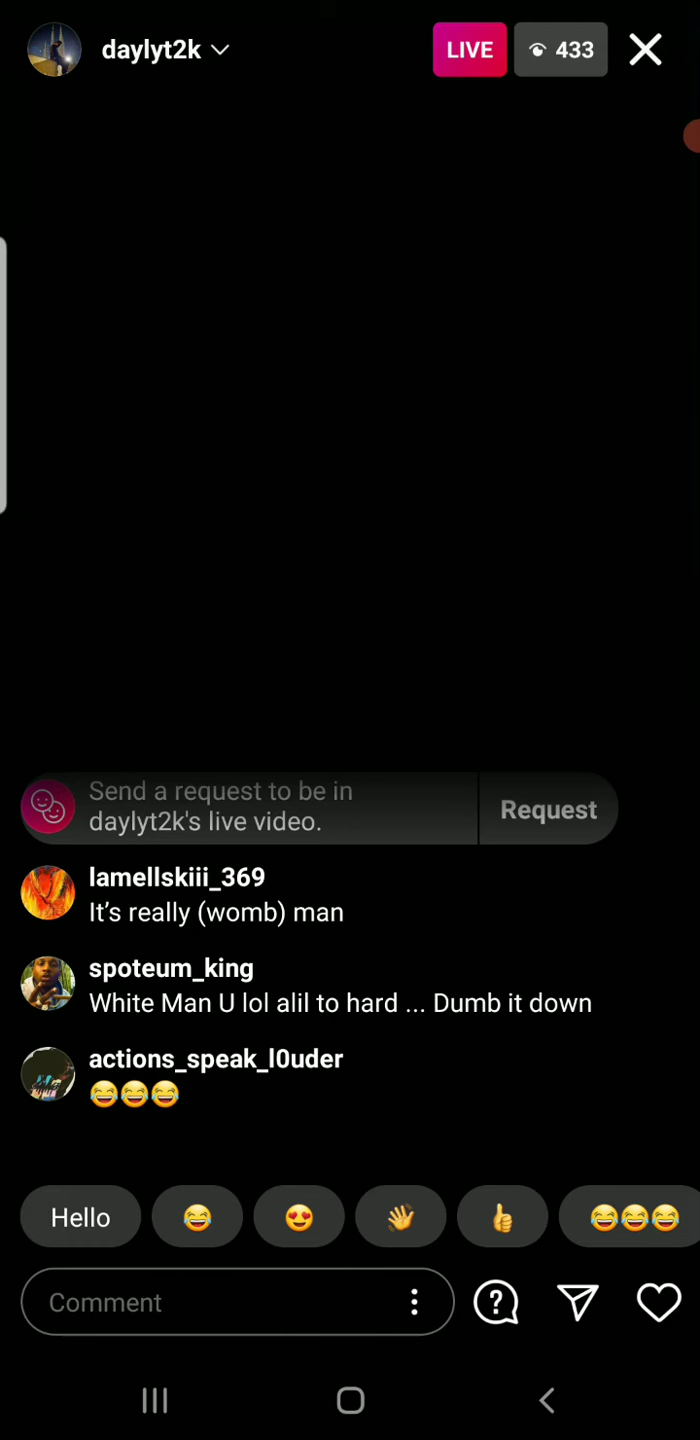 daylyt2k
LIVE
433
Send a request to be in
daylyt2k's live video.
Request
lamellskiii_369
It’s really (womb) man
spoteum_king
White Man U lol alil to hard ... Dumb it down
actions_speak_l0uder
😂😂😂
Hello 😂 😍 👋 👍 😂😂😂
Comment